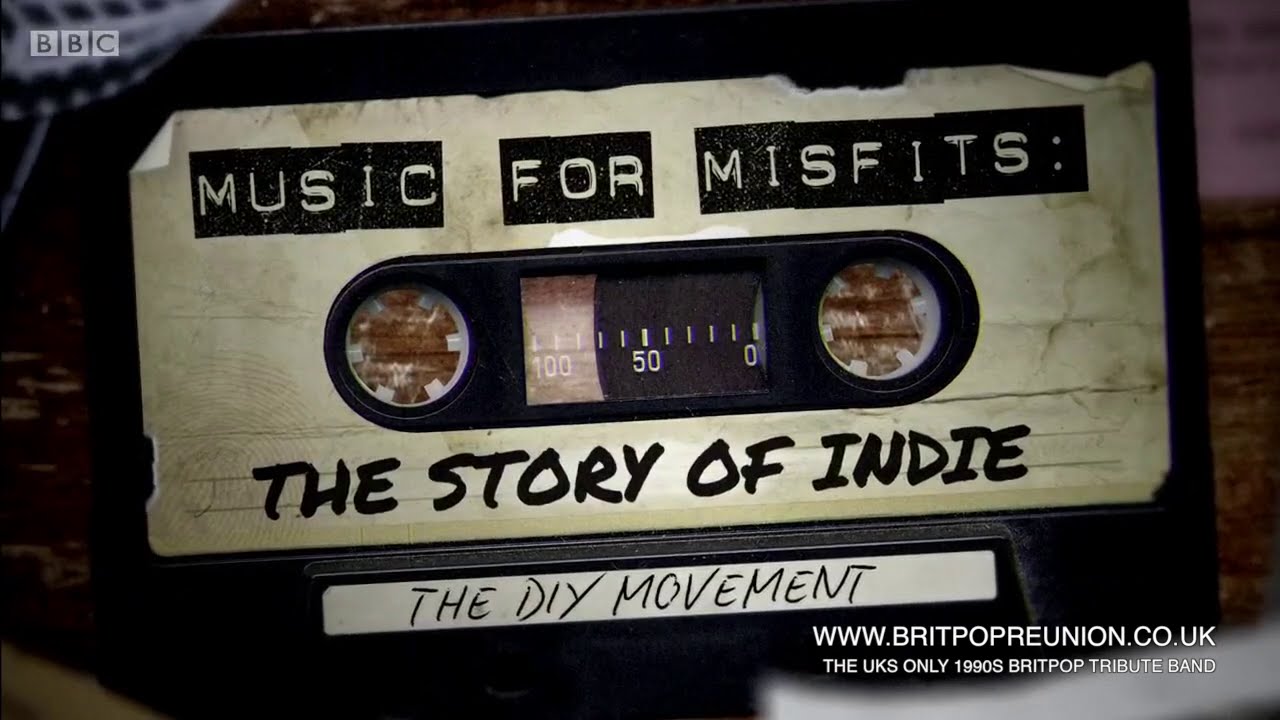 BBC
MUSIC FOR MISFITS:
100 50 0
THE STORY OF INDIE
THE DIY MOVEMENT
WWW.BRITPOPREUNION.CO.UK
THE UKS ONLY 1990S BRITPOP TRIBUTE BAND